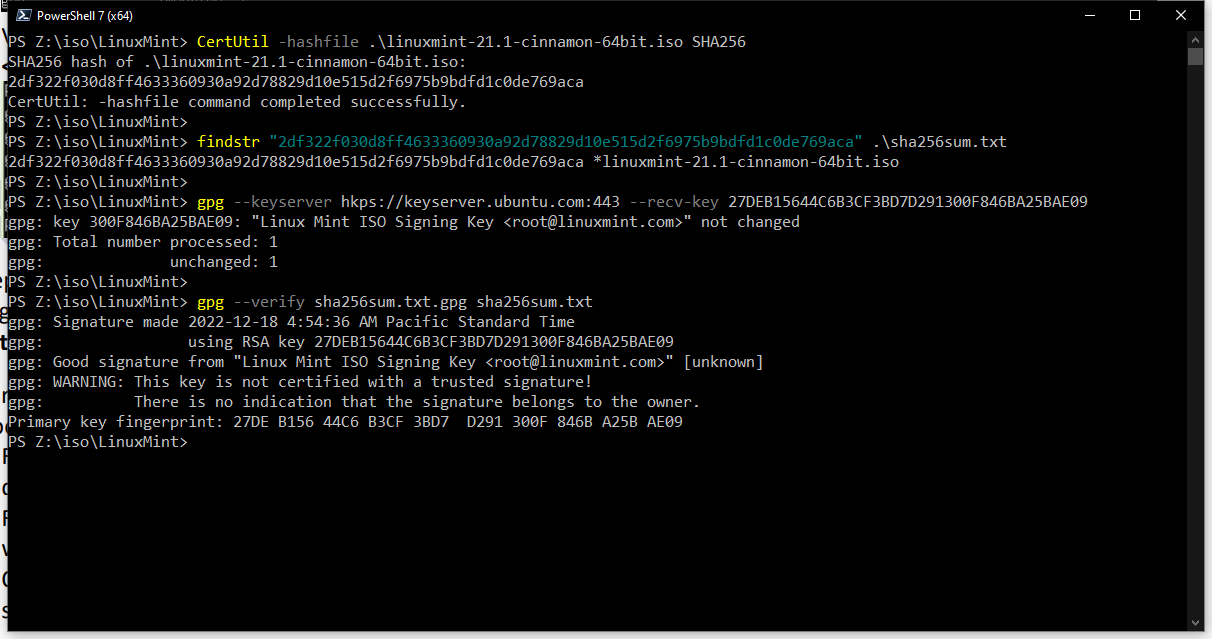 PowerShell 7 (x64)
PS Z:\iso\LinuxMint> CertUtil -hashfile .\linuxmint-21.1-cinnamon-64bit.iso SHA256
SHA256 hash of .\linuxmint-21.1-cinnamon-64bit.iso:
2df322f030d8ff4633360930a92d78829d10e515d2f6975b9bdfd1c0de769aca
CertUtil: -hashfile command completed successfully.
PS Z:\iso\LinuxMint>
PS Z:\iso\LinuxMint> findstr "2df322f030d8ff4633360930a92d78829d10e515d2f6975b9bdfd1c0de769aca" .\sha256sum.txt
2df322f030d8ff4633360930a92d78829d10e515d2f6975b9bdfd1c0de769aca *linuxmint-21.1-cinnamon-64bit.iso
PS Z:\iso\LinuxMint>
PS Z:\iso\LinuxMint> gpg --keyserver hkps://keyserver.ubuntu.com:443 --recv-key 27DEB15644C6B3CF3BD7D291300F846BA25BAE09
gpg: key 300F846BA25BAE09: "Linux Mint ISO Signing Key <root@linuxmint.com>" not changed
gpg: Total number processed: 1
gpg:              unchanged: 1
PS Z:\iso\LinuxMint>
PS Z:\iso\LinuxMint> gpg --verify sha256sum.txt.gpg sha256sum.txt
gpg: Signature made 2022-12-18 4:54:36 AM Pacific Standard Time
gpg:                using RSA key 27DEB15644C6B3CF3BD7D291300F846BA25BAE09
gpg: Good signature from "Linux Mint ISO Signing Key <root@linuxmint.com>" [unknown]
gpg: WARNING: This key is not certified with a trusted signature!
gpg:          There is no indication that the signature belongs to the owner.
Primary key fingerprint: 27DE B156 44C6 B3CF 3BD7  D291 300F 846B A25B AE09
PS Z:\iso\LinuxMint>